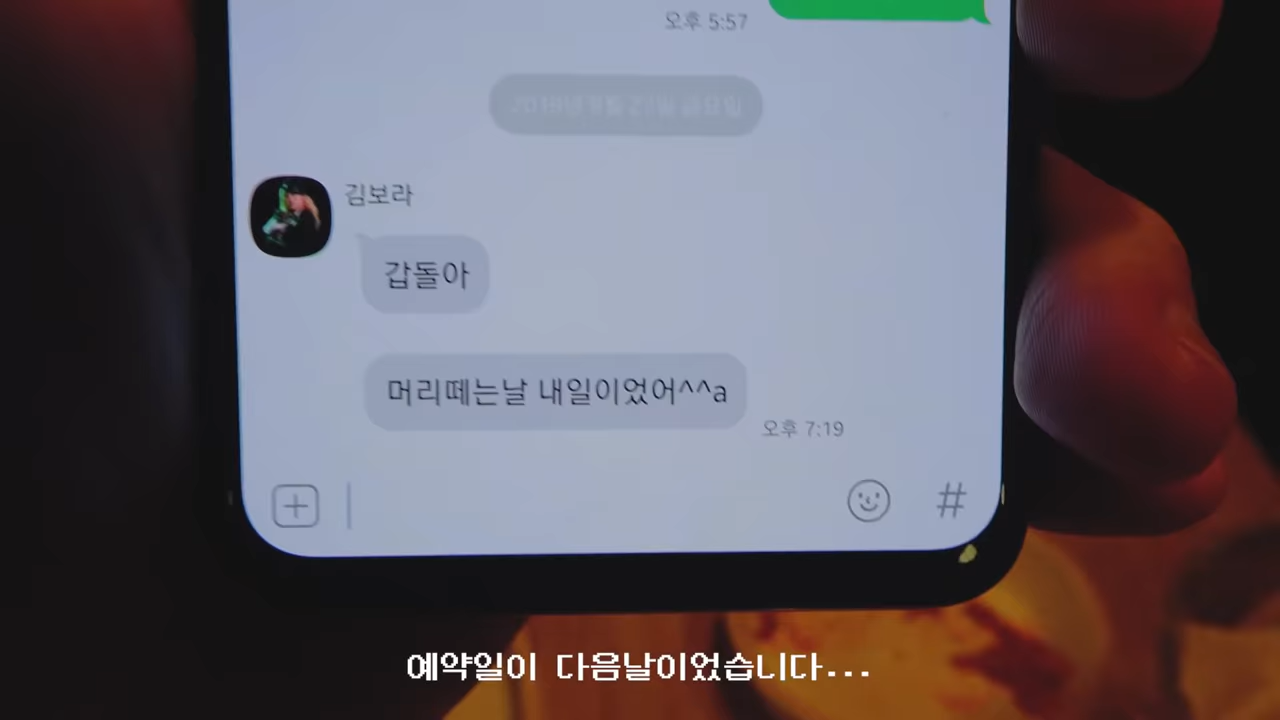 오후 5:57
김보라
갑돌아
머리떼는날 내일이었어^^a
오후 7:19
#
예약일이 다음날이었습니다...